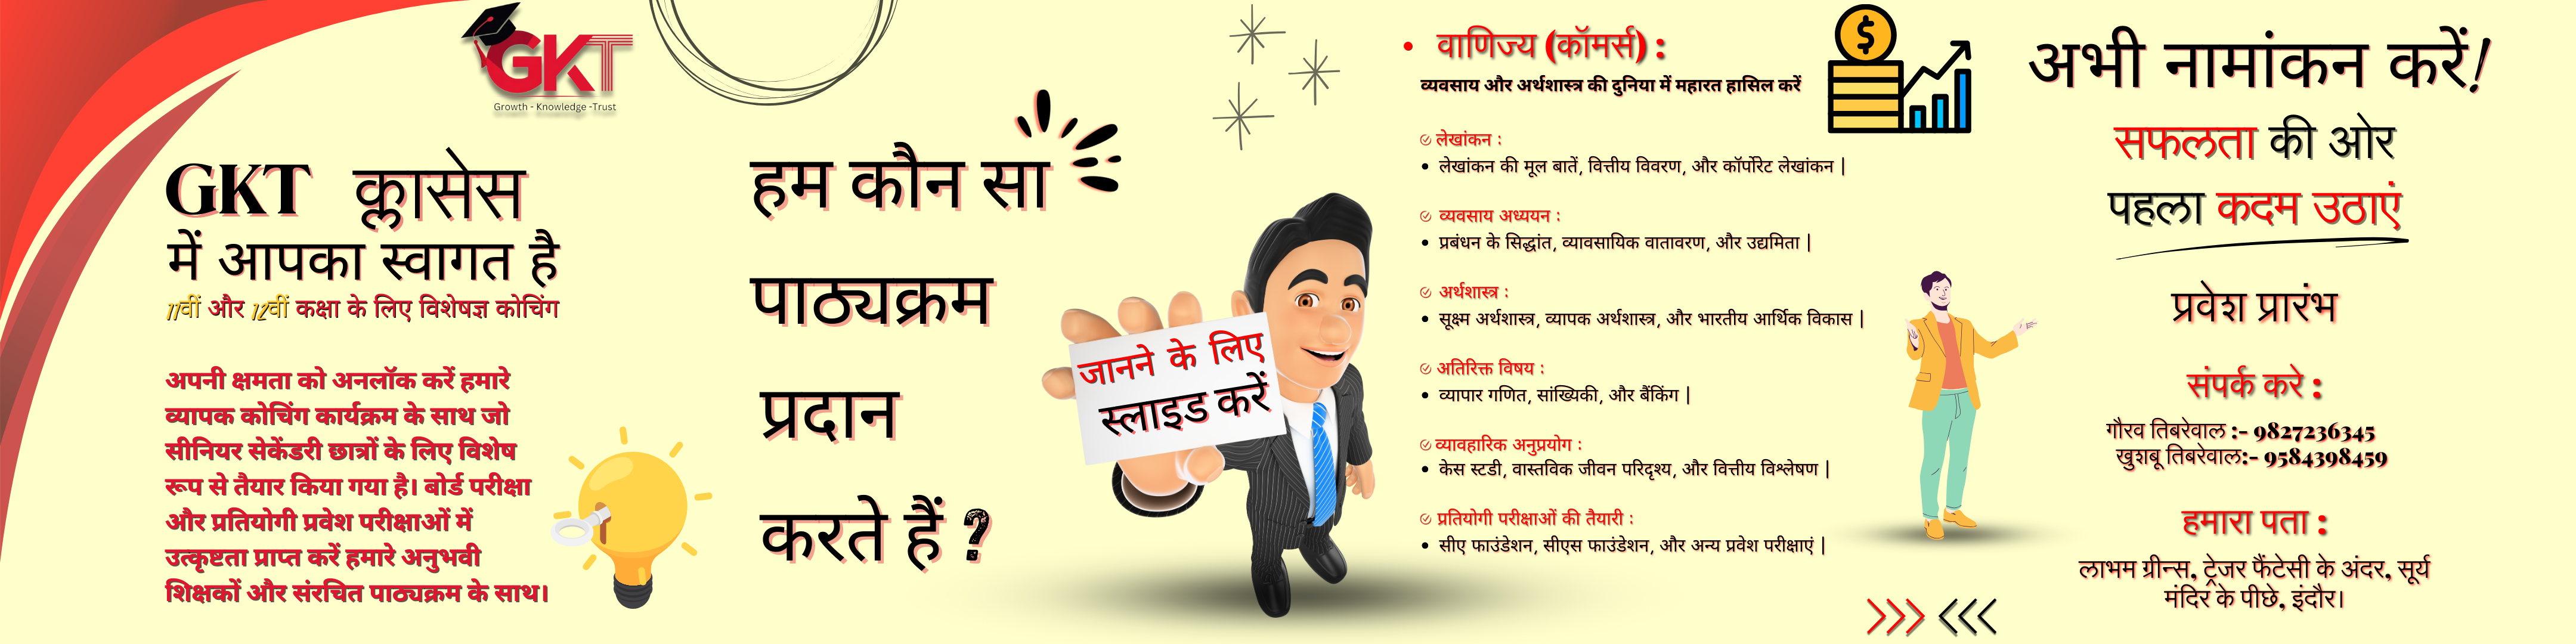 GKT
Growth - Knowledge -Trust
GKT क्लासेस
में आपका स्वागत है
11वीं और 12वीं कक्षा के लिए विशेषज्ञ कोचिंग
अपनी क्षमता को अनलॉक करें हमारे
व्यापक कोचिंग कार्यक्रम के साथ जो
सीनियर सेकेंडरी छात्रों के लिए विशेष
रूप से तैयार किया गया है। बोर्ड परीक्षा
और प्रतियोगी प्रवेश परीक्षाओं में
उत्कृष्टता प्राप्त करें हमारे अनुभवी
शिक्षकों और संरचित पाठ्यक्रम के साथ।
हम कौन सा
पाठ्यक्रम
प्रदान
करते हैं ?
जानने के लिए
स्लाइड करें
• वाणिज्य (कॉमर्स) :
व्यवसाय और अर्थशास्त्र की दुनिया में महारत हासिल करें
लेखांकन :
• लेखांकन की मूल बातें, वित्तीय विवरण, और कॉर्पोरेट लेखांकन |
व्यवसाय अध्ययन :
• प्रबंधन के सिद्धांत, व्यावसायिक वातावरण, और उद्यमिता |
अर्थशास्त्र :
• सूक्ष्म अर्थशास्त्र, व्यापक अर्थशास्त्र, और भारतीय आर्थिक विकास |
अतिरिक्त विषय :
• व्यापार गणित, सांख्यिकी, और बैंकिंग |
व्यावहारिक अनुप्रयोग :
• केस स्टडी, वास्तविक जीवन परिदृश्य, और वित्तीय विश्लेषण |
प्रतियोगी परीक्षाओं की तैयारी :
• सीए फाउंडेशन, सीएस फाउंडेशन, और अन्य प्रवेश परीक्षाएं |
$
अभी नामांकन करें!
सफलता की ओर
पहला कदम उठाएं
प्रवेश प्रारंभ
संपर्क करे :
गौरव तिबरेवाल :- 9827236345
खुशबू तिबरेवाल:- 9584398459
हमारा पता :
लाभम ग्रीन्स, ट्रेजर फैंटेसी के अंदर, सूर्य
मंदिर के पीछे, इंदौर।